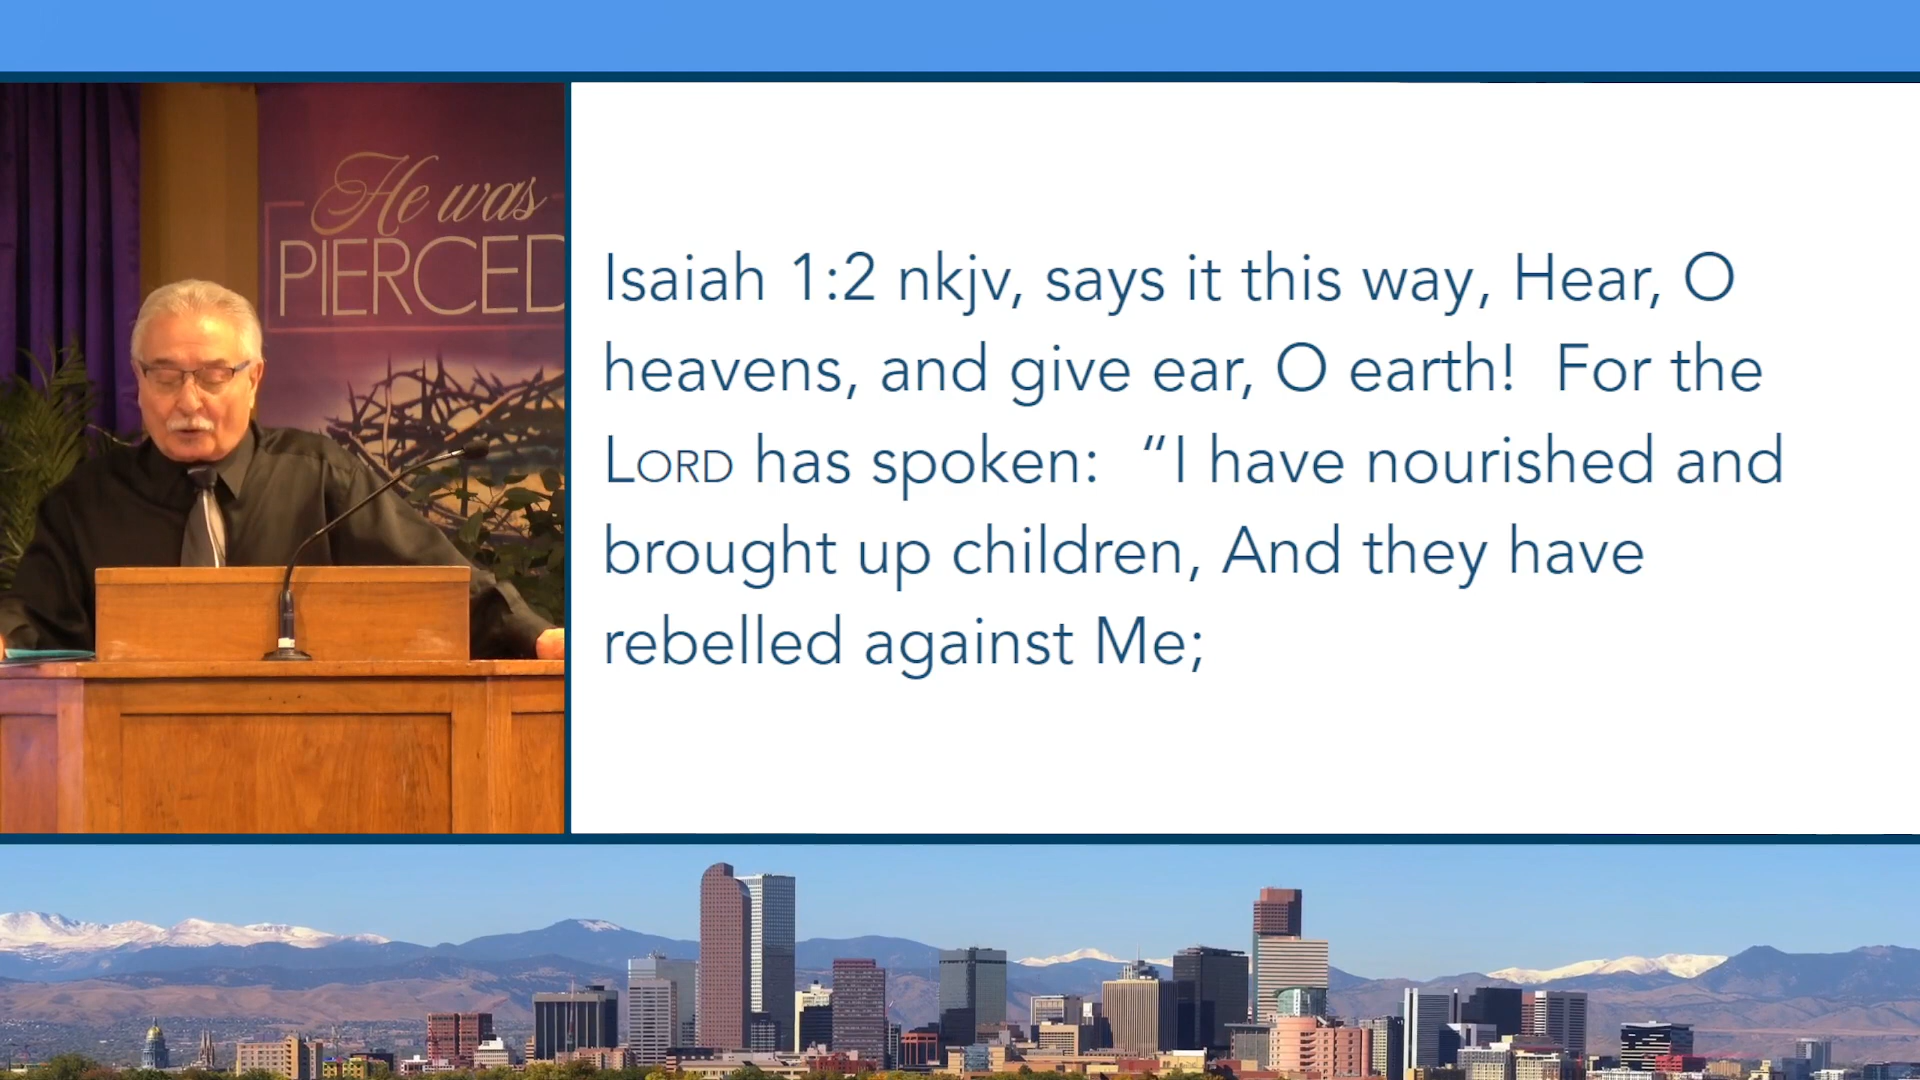 He was
PIERCED
Isaiah 1:2 nkjv, says it this way, Hear, O
heavens, and give ear, O earth!  For the
LORD has spoken:  “I have nourished and
brought up children, And they have
rebelled against Me;